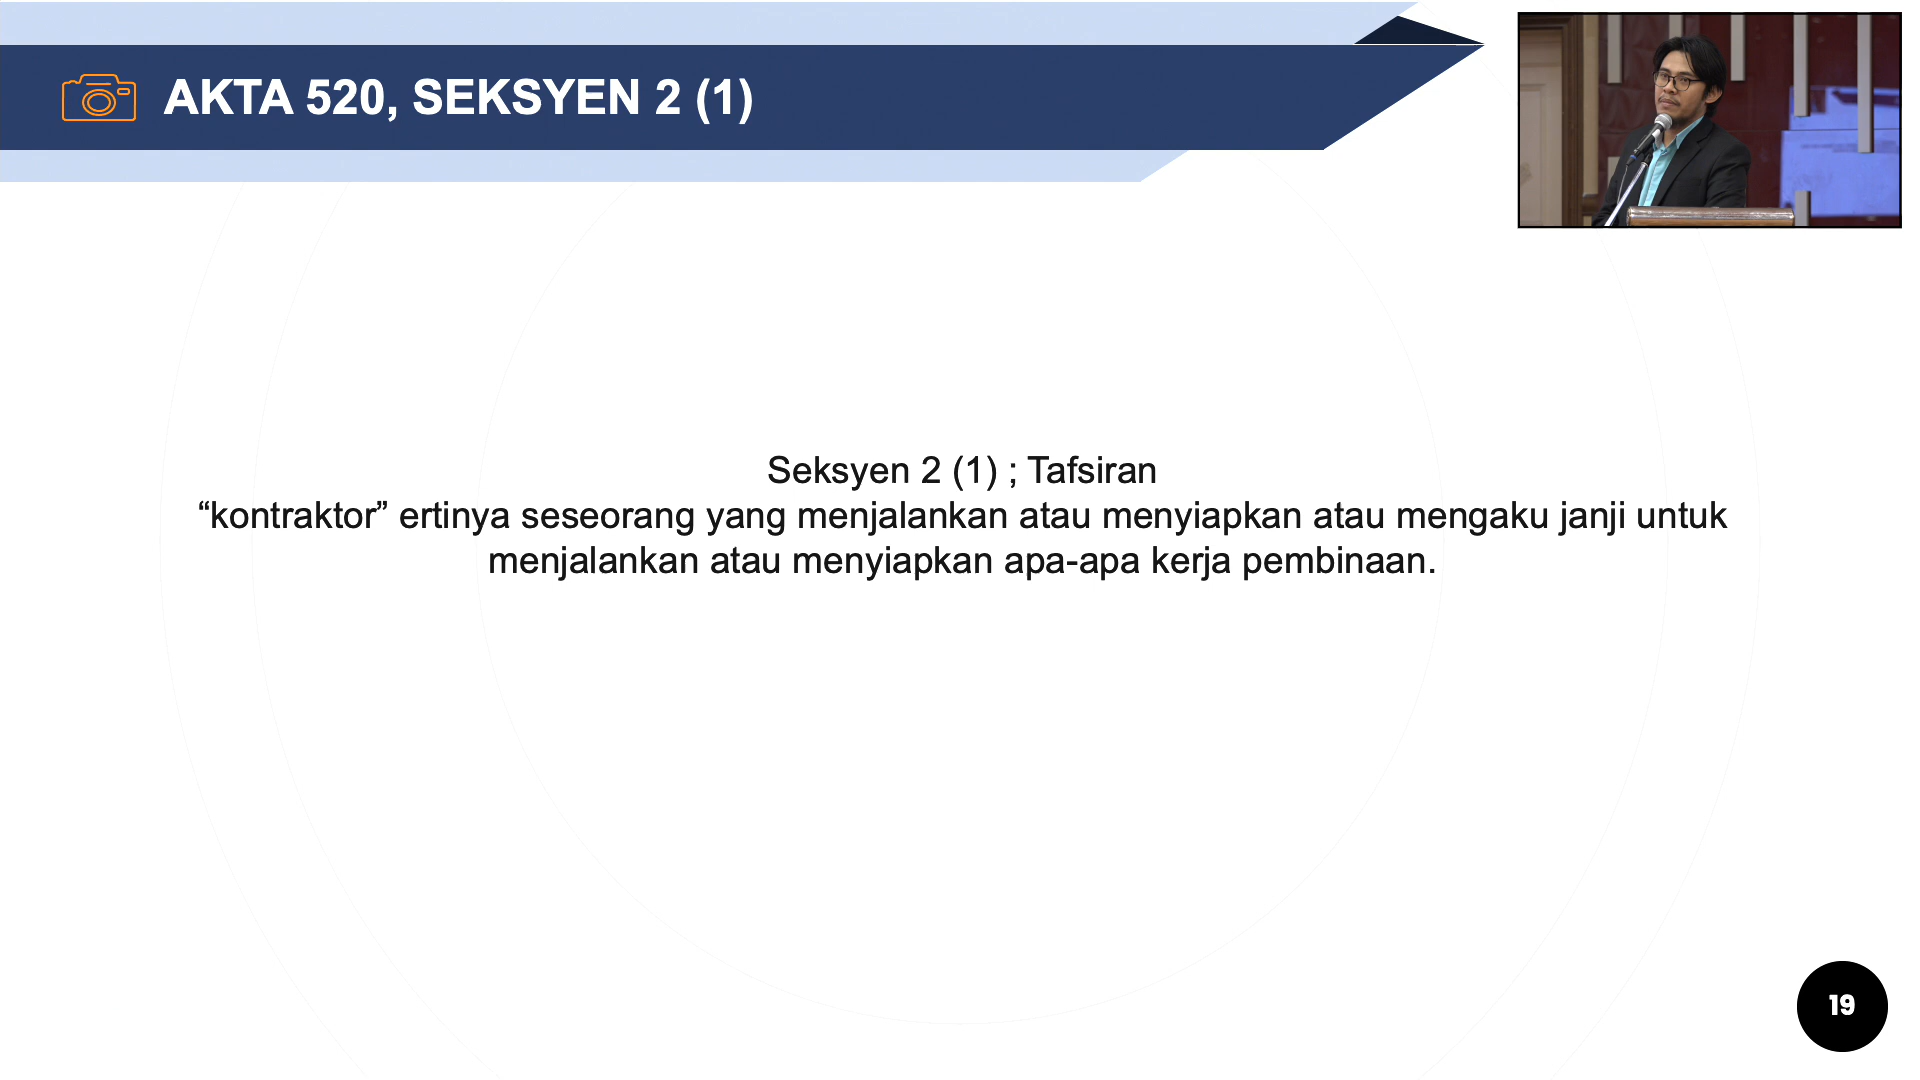 AKTA 520, SEKSYEN 2 (1)
Seksyen 2 (1) ; Tafsiran
“kontraktor” ertinya seseorang yang menjalankan atau menyiapkan atau mengaku janji untuk
menjalankan atau menyiapkan apa-apa kerja pembinaan.
19